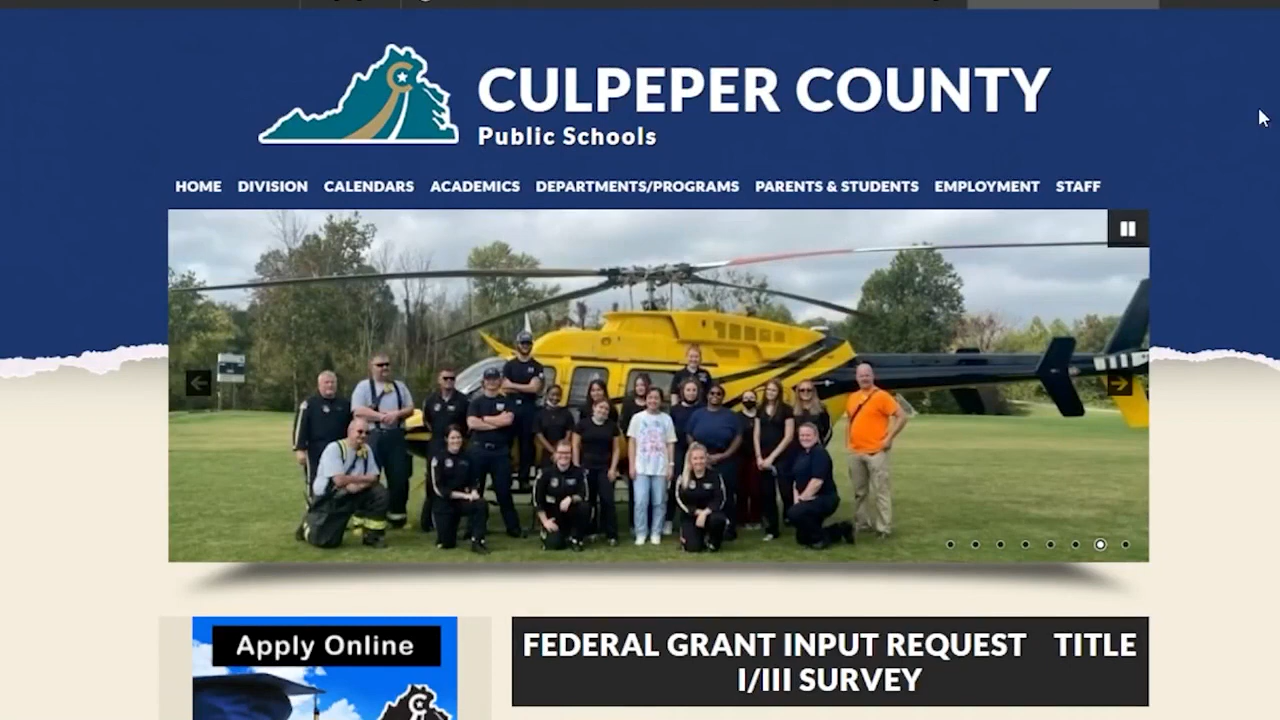 CULPEPER COUNTY
Public Schools
HOME DIVISION CALENDARS ACADEMICS DEPARTMENTS/PROGRAMS PARENTS & STUDENTS EMPLOYMENT STAFF
Apply Online
FEDERAL GRANT INPUT REQUEST TITLE
I/III SURVEY